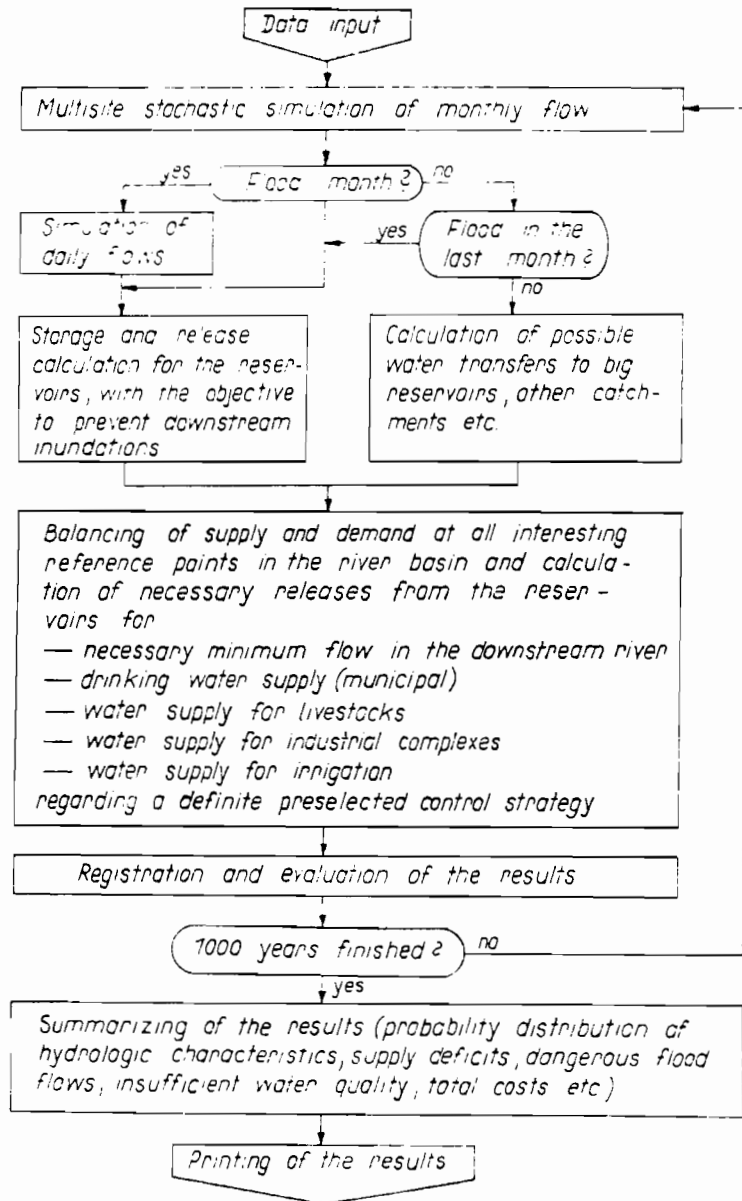 Data input
Multisite stochastic simulation of monthly flow
yes
Flood month?
no
Simulation of
daily flows
yes
Flood in the
last month?
no
Storage and release
calculation for the reser-
voirs, with the objective
to prevent downstream
inundations
Calculation of possible
water transfers to big
reservoirs, other catch-
ments etc.
Balancing of supply and demand at all interesting
reference points in the river basin and calcula-
tion of necessary releases from the reser-
voirs for
— necessary minimum flow in the downstream river
— drinking water supply (municipal)
— water supply for livestocks
— water supply for industrial complexes
— water supply for irrigation
regarding a definite preselected control strategy
Registration and evaluation of the results
1000 years finished?
no
yes
Summarizing of the results (probability distribution of
hydrologic characteristics, supply deficits, dangerous flood
flows, insufficient water quality, total costs etc)
Printing of the results